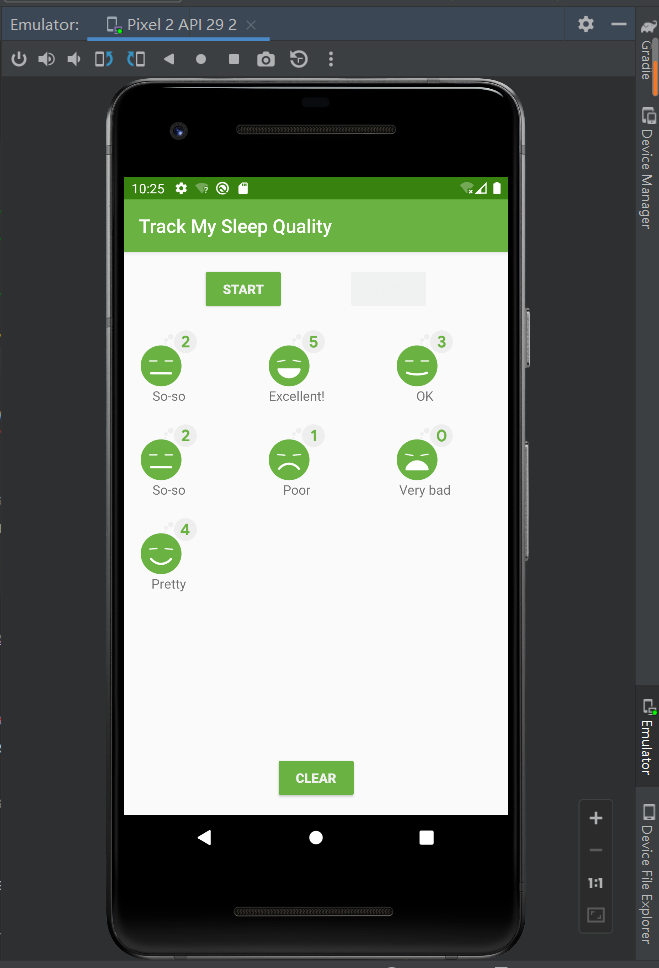 Emulator: Pixel 2 API 29 2
Gradle
Device Manager
10:25
Track My Sleep Quality
START
2 5 3
So-so Excellent! OK
2 1 0
So-so Poor Very bad
4
Pretty
CLEAR
1:1
Emulator
Device File Explorer